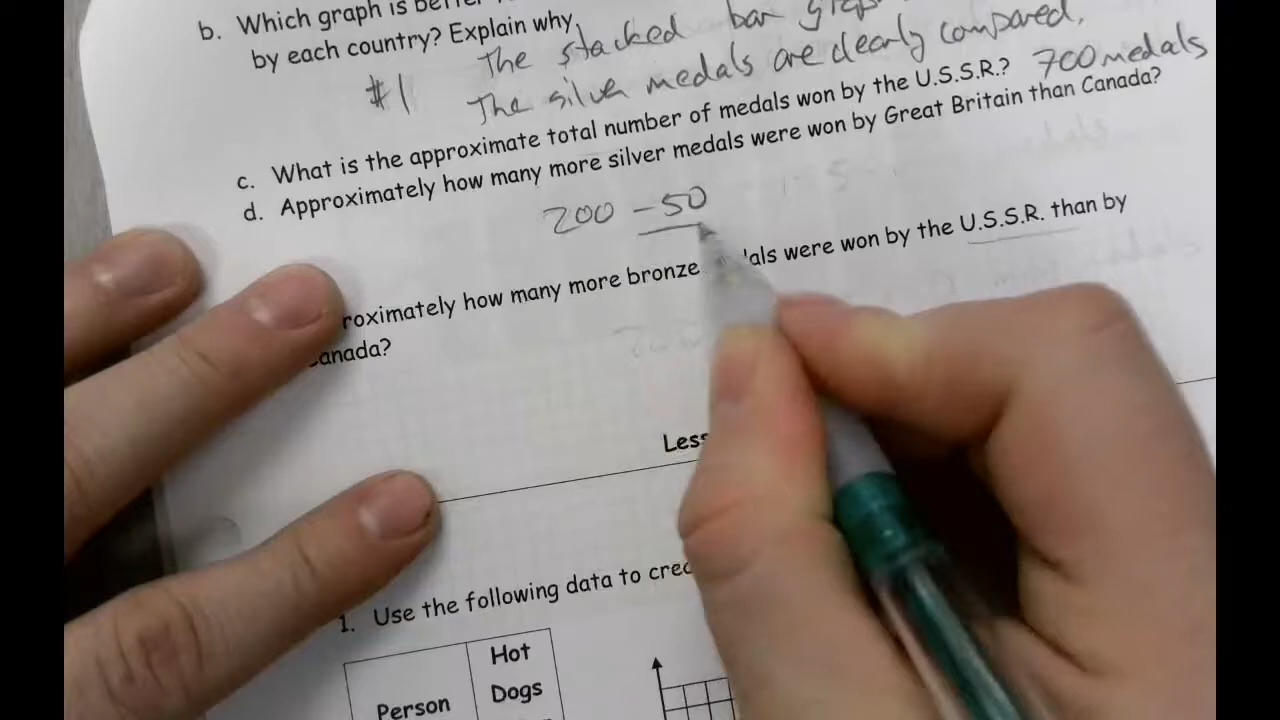 b. Which graph is better
by each country? Explain why.
The stacked bar
#1 The silver medals are clearly compared.
c. What is the approximate total number of medals won by the U.S.S.R.? 700 medals
d. Approximately how many more silver medals were won by Great Britain than Canada?
200 - 50
roximately how many more bronze dals were won by the U.S.S.R. than by
anada?
Less
1. Use the following data to crea
Person
Hot
Dogs